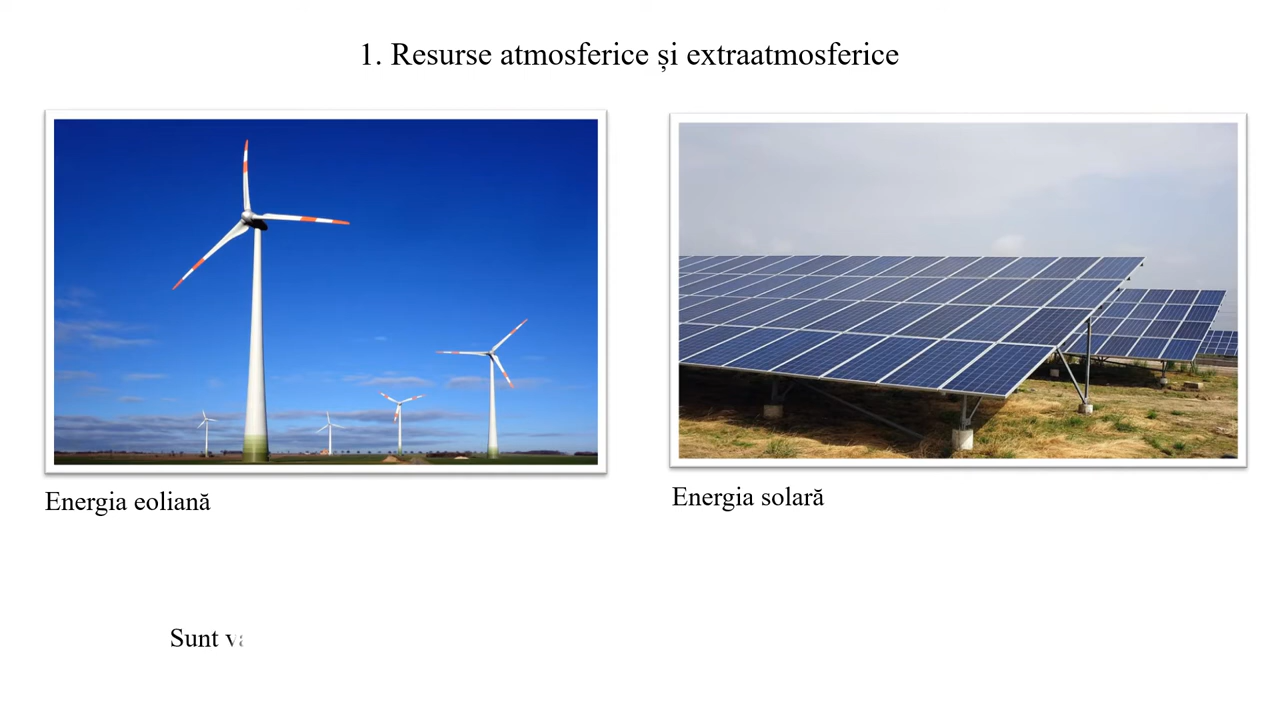 1. Resurse atmosferice și extraatmosferice
Energia eoliană
Energia solară
Sunt